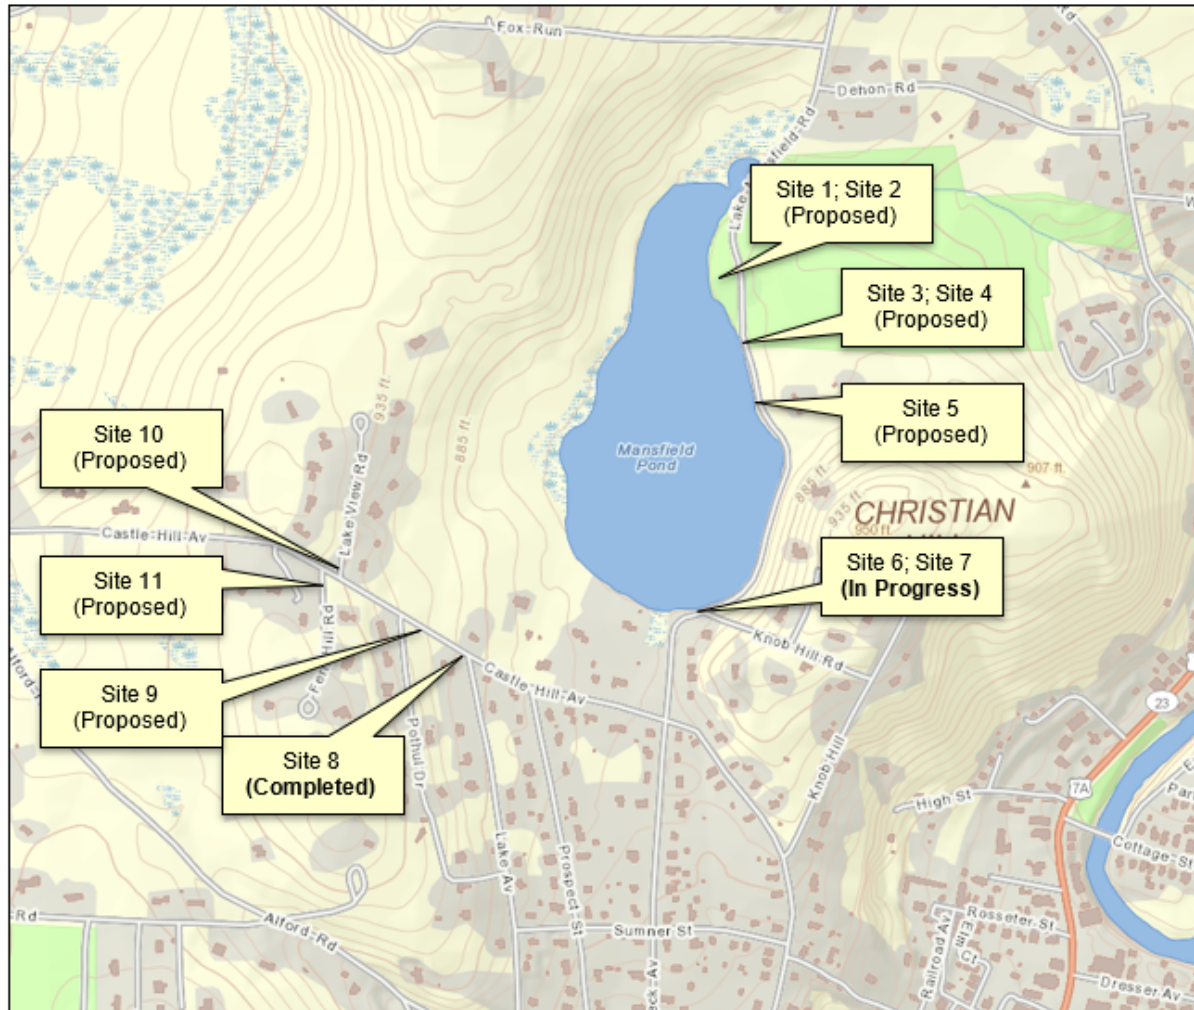 Fox-Run
Rd
Dehon Rd
Site 1; Site 2
(Proposed)
W
Site 3; Site 4
(Proposed)
935 ft.
885 ft.
Site 5
(Proposed)
Site 10
(Proposed)
Mansfield
Pond
Lake View Rd
907 ft.
885 ft.
935 ft.
CHRISTIAN
950 ft.
Castle-Hill-Av
Site 11
(Proposed)
Site 6; Site 7
(In Progress)
Knob Hill Rd
Hill Rd
Site 9
(Proposed)
Castle-Hill-Av
23
Site 8
(Completed)
Pothul Dr
Knob Hill
7A
High St
Cottage-St
Lake Av
Prospect-St
Alford-Rd
Rd
Sumner St
Rosseter-St
Elm Ct
Railroad Av
Dresser Av